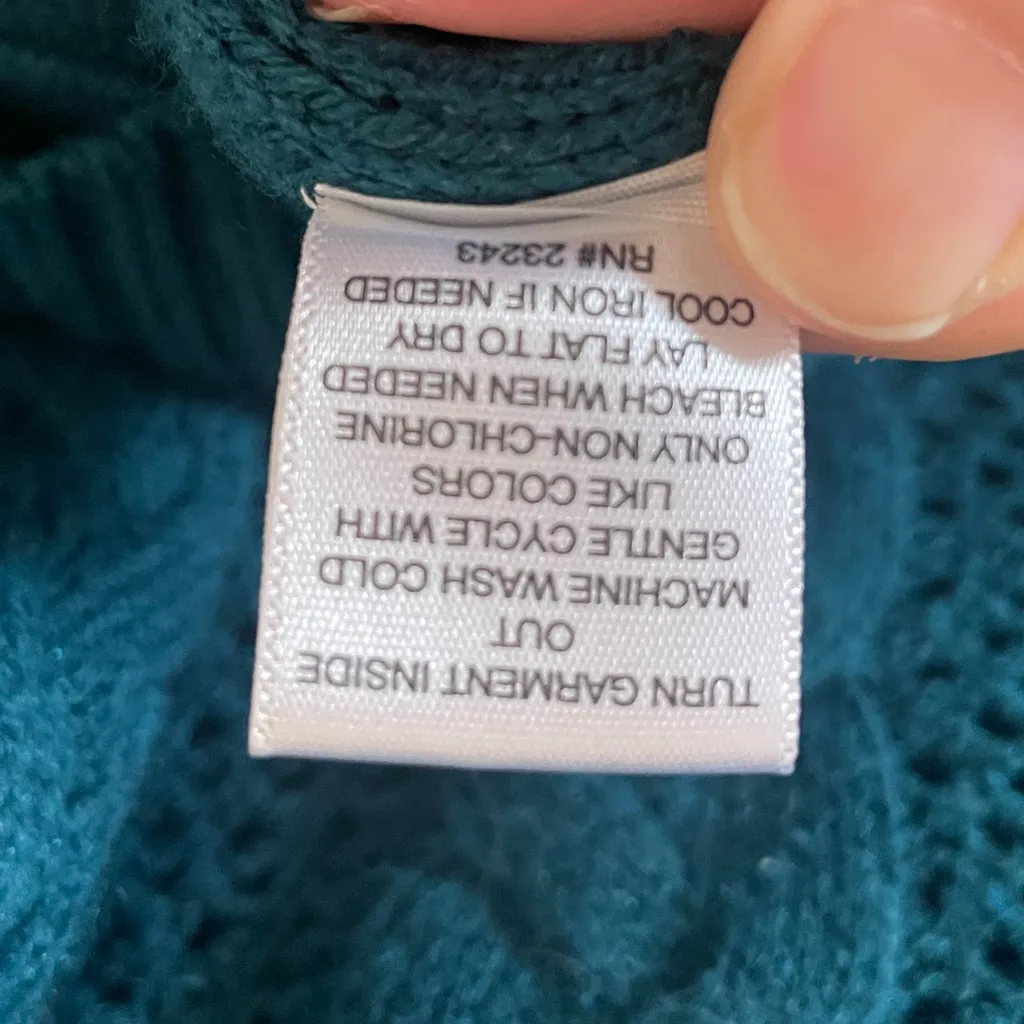 TURN GARMENT INSIDE
OUT
MACHINE WASH COLD
GENTLE CYCLE WITH
LIKE COLORS
ONLY NON-CHLORINE
BLEACH WHEN NEEDED
LAY FLAT TO DRY
COOL IRON IF NEEDED
RN# 23243